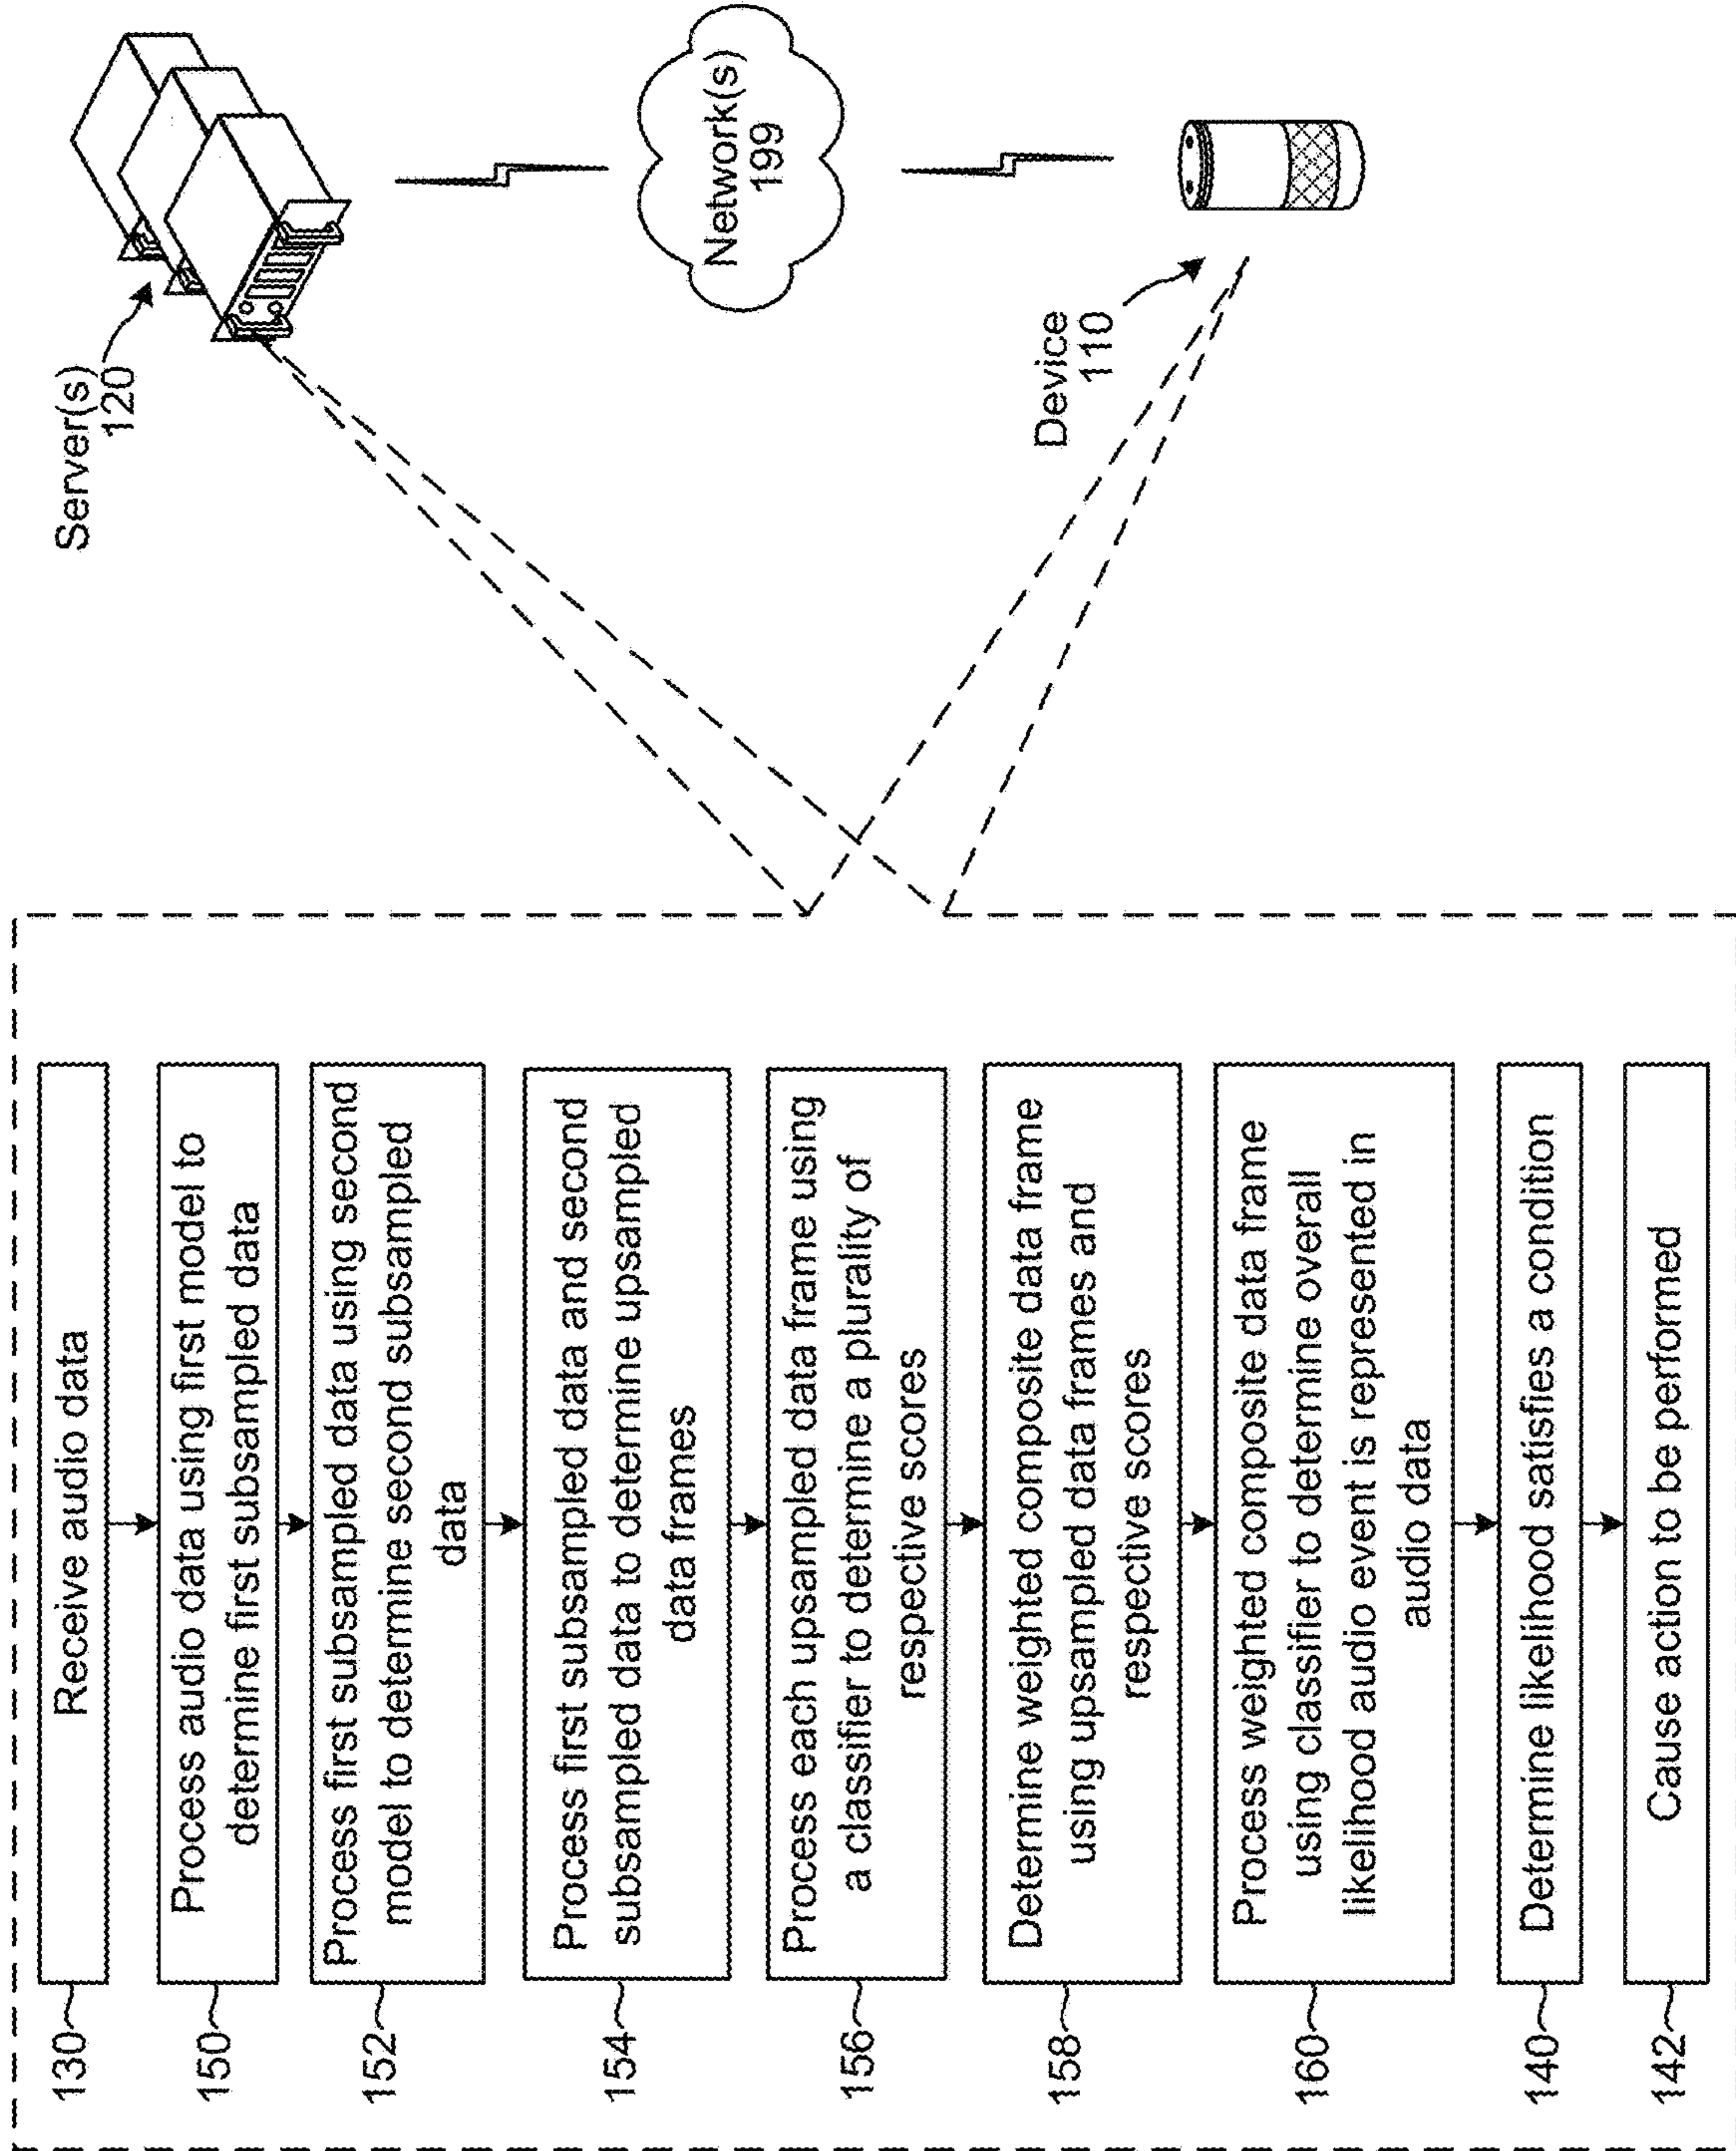 130
Receive audio data
150
Process audio data using first model to
determine first subsampled data
152
Process first subsampled data using second
model to determine second subsampled
data
154
Process first subsampled data and second
subsampled data to determine upsampled
data frames
156
Process each upsampled data frame using
a classifier to determine a plurality of
respective scores
158
Determine weighted composite data frame
using upsampled data frames and
respective scores
160
Process weighted composite data frame
using classifier to determine overall
likelihood audio event is represented in
audio data
140
Determine likelihood satisfies a condition
142
Cause action to be performed
Server(s)
120
Network(s)
199
Device
110